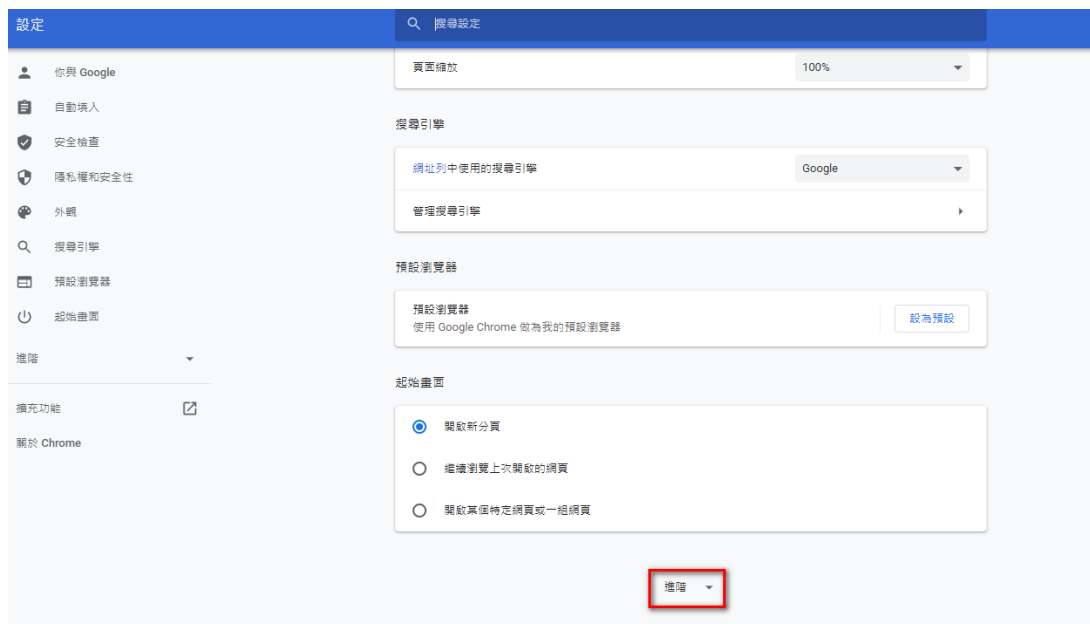 設定
搜尋設定
你與 Google
自動填入
安全檢查
隱私權和安全性
外觀
搜尋引擎
預設瀏覽器
起始畫面
進階
擴充功能
關於 Chrome
頁面縮放
100%
搜尋引擎
網址列中使用的搜尋引擎
Google
管理搜尋引擎
預設瀏覽器
預設瀏覽器
使用 Google Chrome 做為我的預設瀏覽器
設為預設
起始畫面
開啟新分頁
繼續瀏覽上次開啟的網頁
開啟某個特定網頁或一組網頁
進階